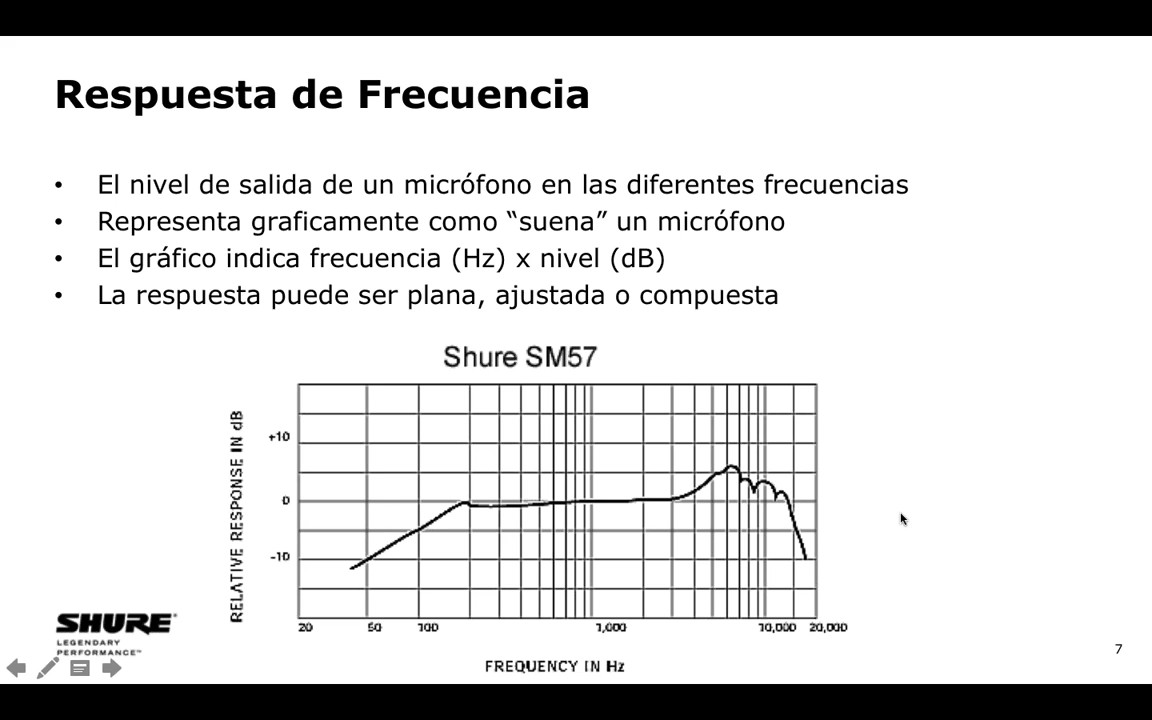 Respuesta de Frecuencia
• El nivel de salida de un micrófono en las diferentes frecuencias
• Representa graficamente como “suena” un micrófono
• El gráfico indica frecuencia (Hz) x nivel (dB)
• La respuesta puede ser plana, ajustada o compuesta
Shure SM57
RELATIVE RESPONSE IN dB
+10
0
-10
20 50 100 1,000 10,000 20,000
FREQUENCY IN Hz
SHURE
LEGENDARY
PERFORMANCE™
7